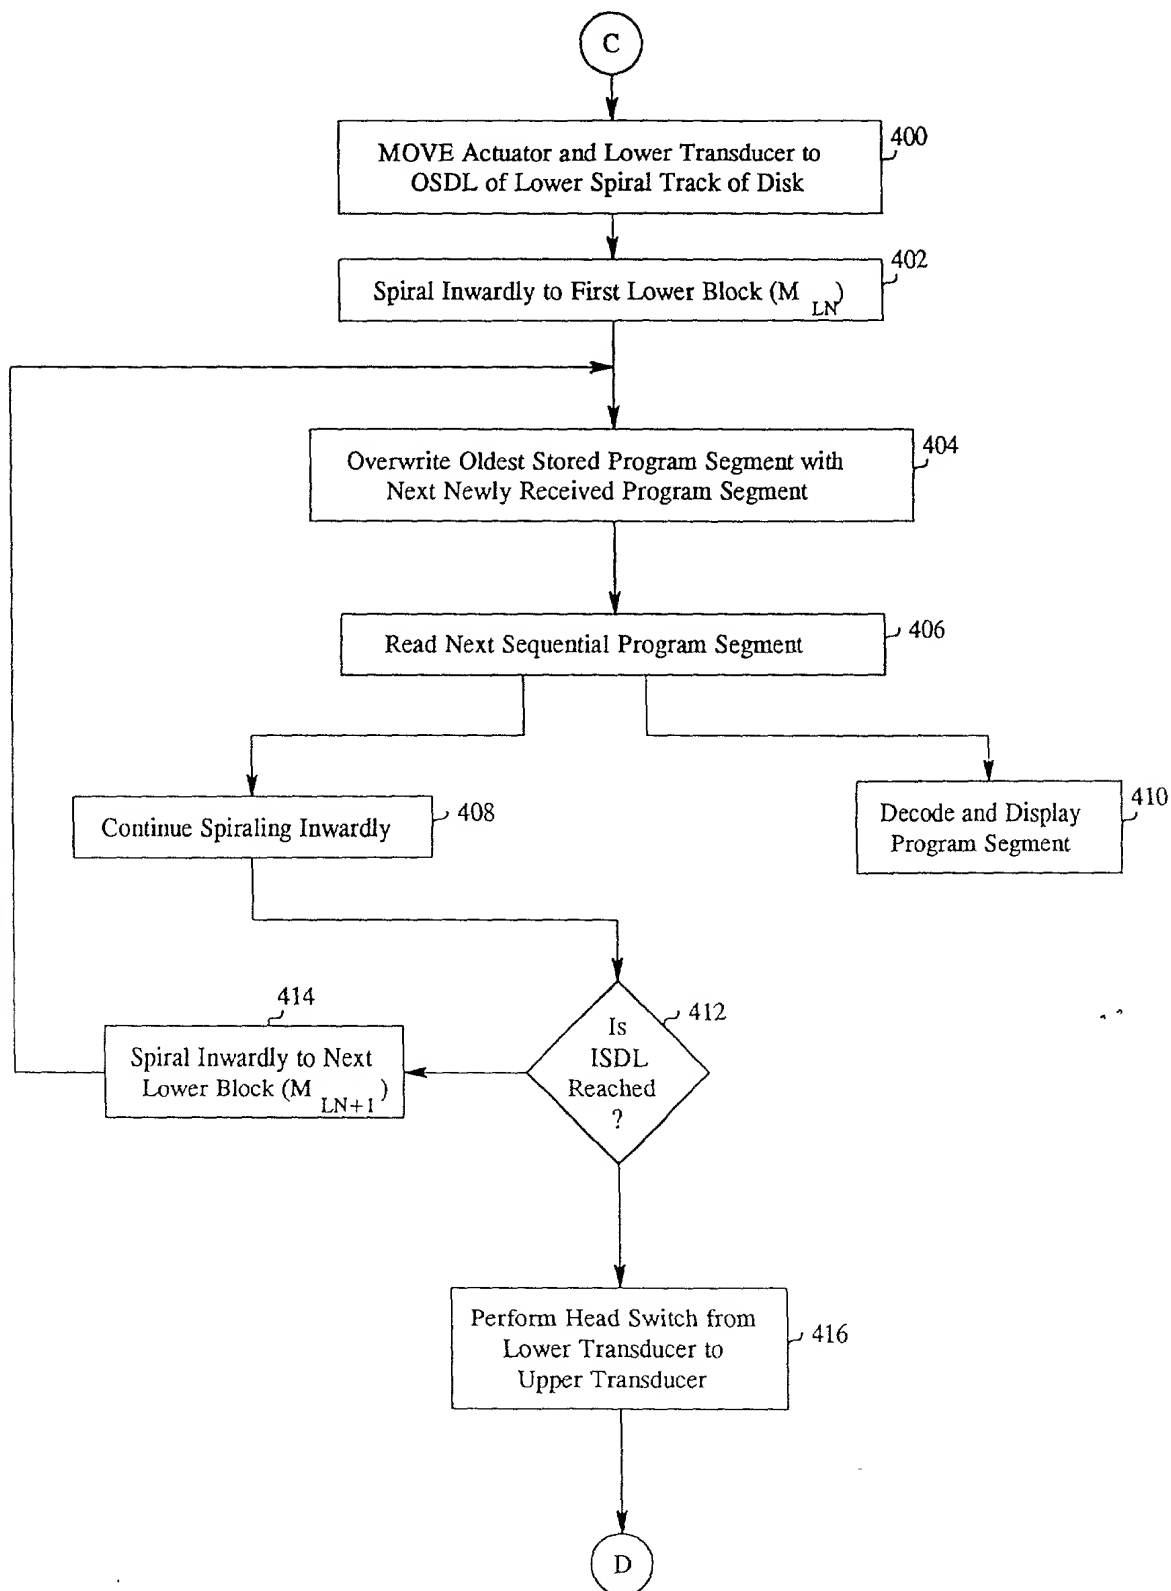 C
MOVE Actuator and Lower Transducer to
OSDL of Lower Spiral Track of Disk
400
Spiral Inwardly to First Lower Block (M LN)
402
Overwrite Oldest Stored Program Segment with
Next Newly Received Program Segment
404
Read Next Sequential Program Segment
406
Continue Spiraling Inwardly
408
Decode and Display
Program Segment
410
Is
ISDL
Reached
?
412
414
Spiral Inwardly to Next
Lower Block (M LN+1)
Perform Head Switch from
Lower Transducer to
Upper Transducer
416
D